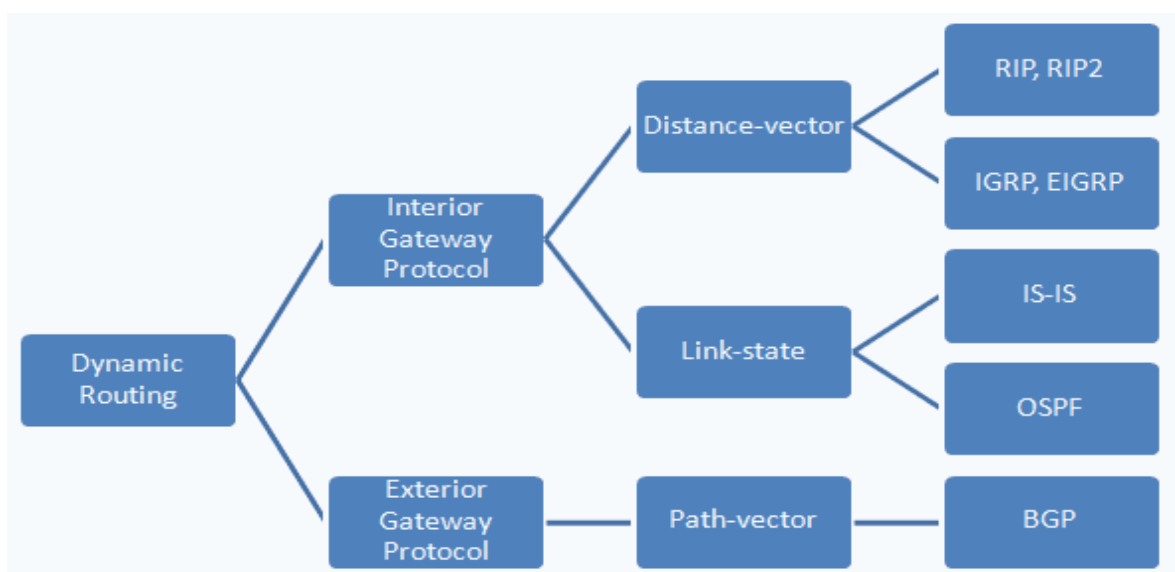 Dynamic
Routing
Interior
Gateway
Protocol
Exterior
Gateway
Protocol
Distance-vector
Link-state
Path-vector
RIP, RIP2
IGRP, EIGRP
IS-IS
OSPF
BGP